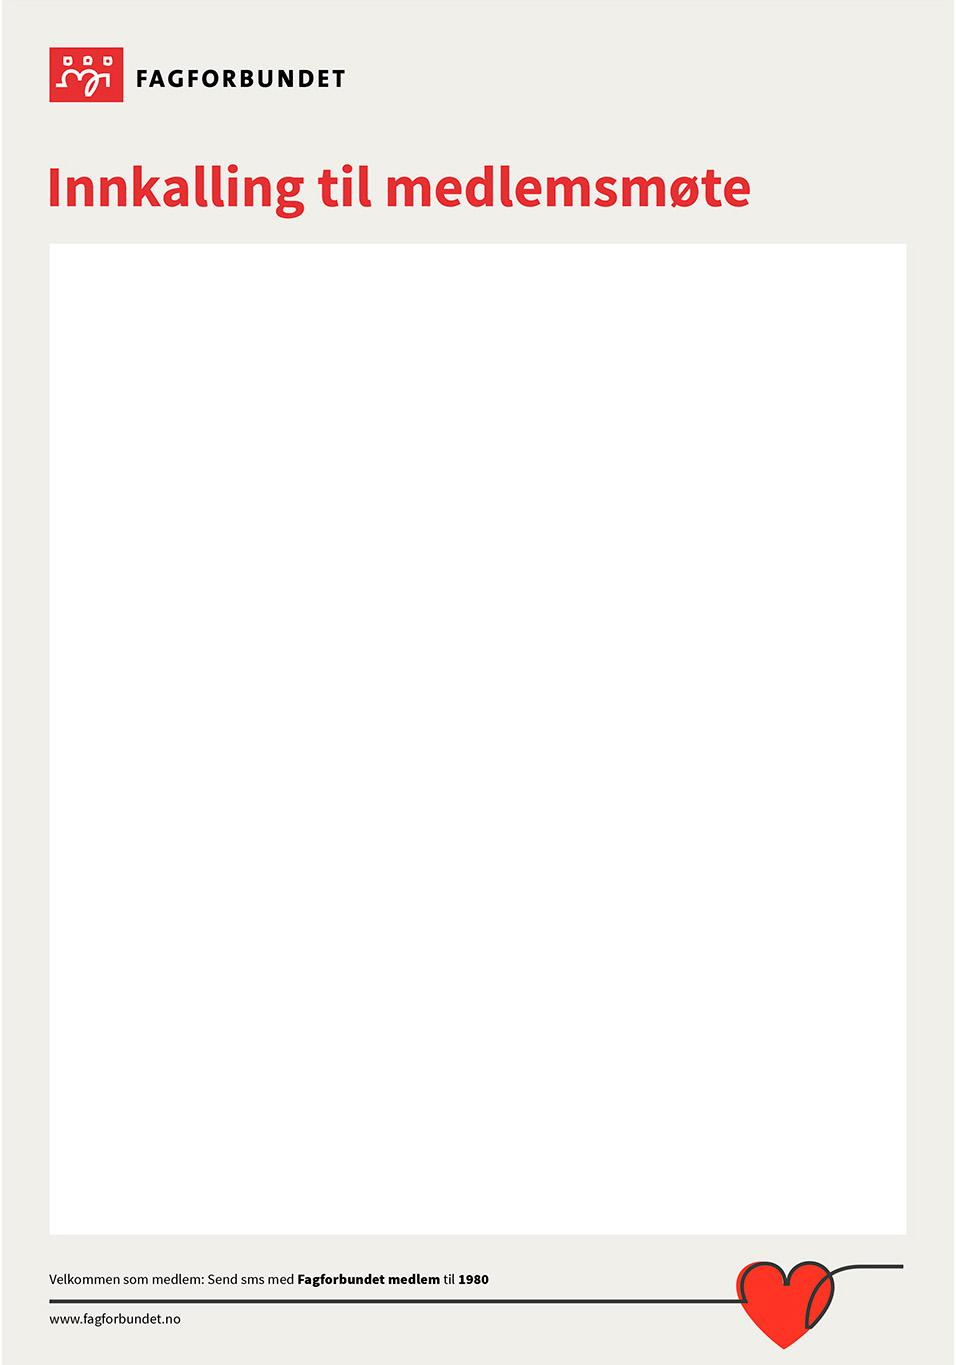 FAGFORBUNDET
Innkalling til medlemsmøte
Velkommen som medlem: Send sms med Fagforbundet medlem til 1980
www.fagforbundet.no